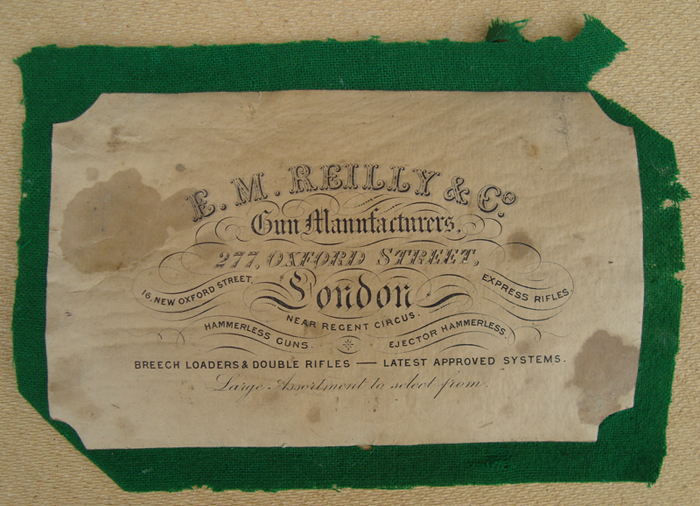 E. M. REILLY & Co.
Gun Manufacturers,
277, OXFORD STREET,
16, NEW OXFORD STREET,
London
EXPRESS RIFLES,
NEAR REGENT CIRCUS.
HAMMERLESS GUNS
EJECTOR HAMMERLESS.
BREECH LOADERS & DOUBLE RIFLES — LATEST APPROVED SYSTEMS.
Large Assortment to select from.